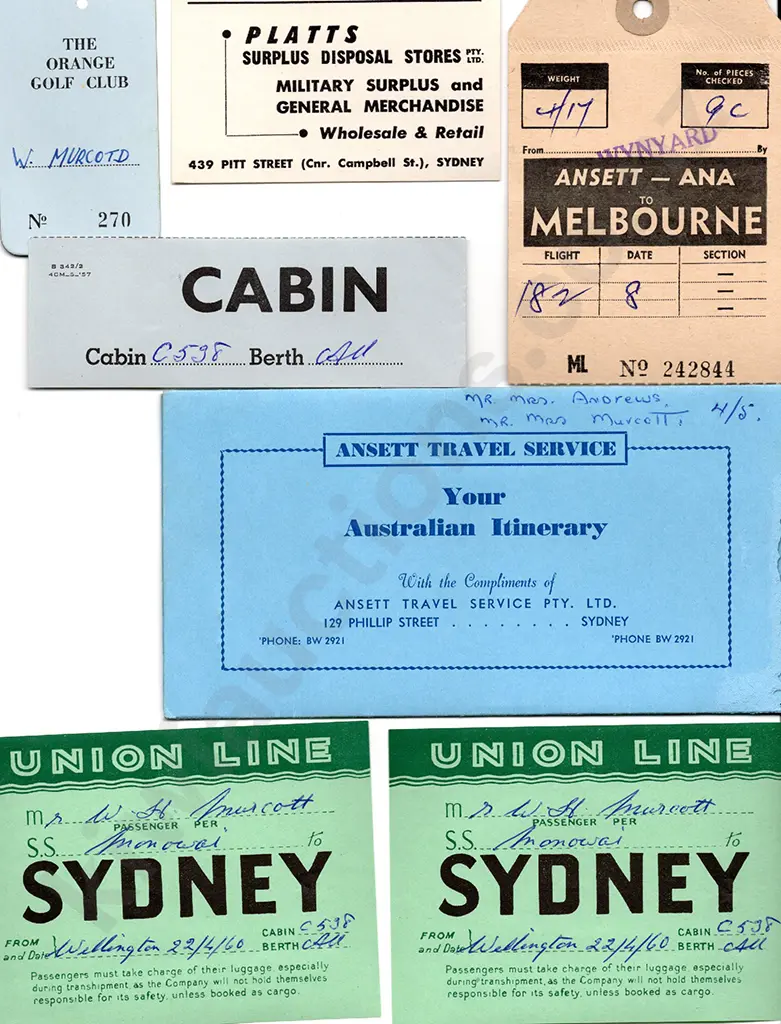 THE
ORANGE
GOLF CLUB
W. MURCOTT
Nº 270
• PLATTS
SURPLUS DISPOSAL STORES PTY. LTD.
MILITARY SURPLUS and
GENERAL MERCHANDISE
• Wholesale & Retail
439 PITT STREET (Cnr. Campbell St.), SYDNEY
WEIGHT
4/17
No. of PIECES
CHECKED
9c
From By
WYNYARD
ANSETT — ANA
TO
MELBOURNE
FLIGHT DATE SECTION
182 8
ML Nº 242844
CABIN
Cabin C598 Berth All
MR. MRS. Andrews.
MR. MRS Murcott. 4/5.
ANSETT TRAVEL SERVICE
Your
Australian Itinerary
With the Compliments of
ANSETT TRAVEL SERVICE PTY. LTD.
129 PHILLIP STREET . . . . . . . . SYDNEY
'PHONE: BW 2921 'PHONE BW 2921
UNION LINE
Mr W H Murcott
PASSENGER PER
S.S. Monowai to
SYDNEY
FROM and Date Wellington 22/4/60 CABIN C598 BERTH All
Passengers must take charge of their luggage, especially
during transhipment, as the Company will not hold themselves
responsible for its safety, unless booked as cargo.
UNION LINE
Mr W H Murcott
PASSENGER PER
S.S. Monowai to
SYDNEY
FROM and Date Wellington 22/4/60 CABIN C598 BERTH All
Passengers must take charge of their luggage, especially
during transhipment, as the Company will not hold themselves
responsible for its safety, unless booked as cargo.